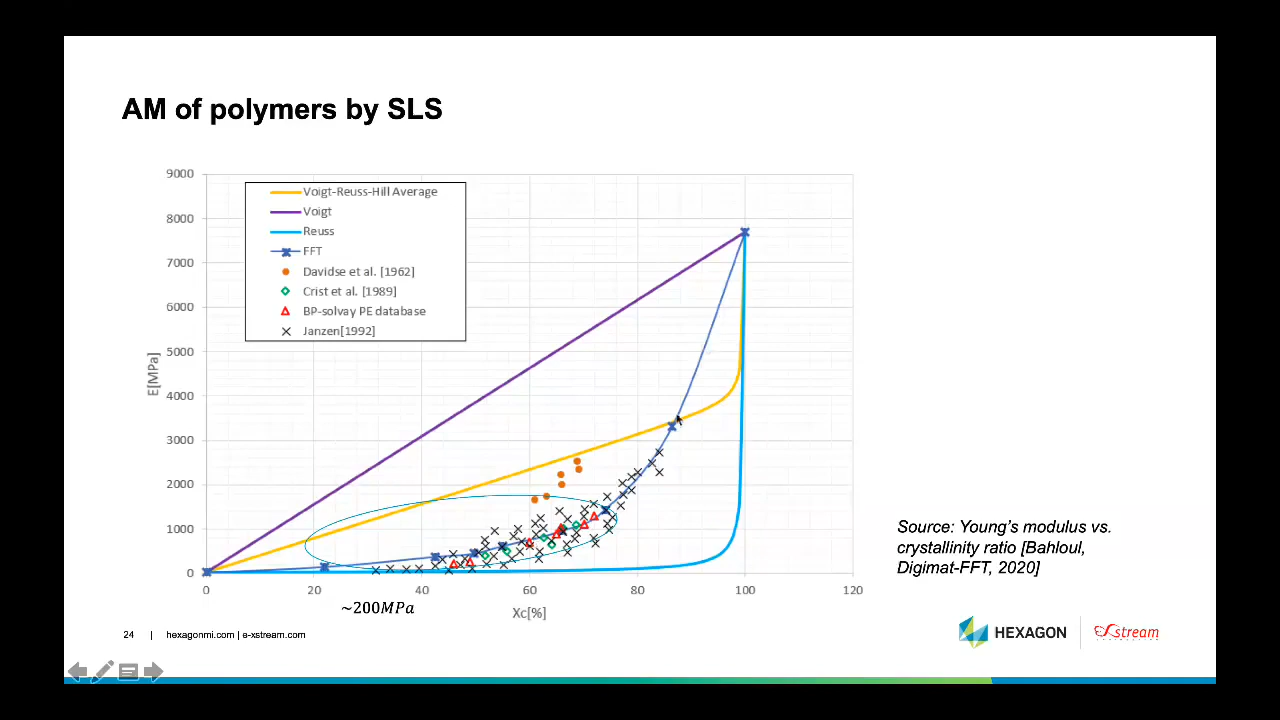 AM of polymers by SLS
9000
8000
7000
6000
5000
4000
3000
2000
1000
0
E[MPa]
Voigt-Reuss-Hill Average
Voigt
Reuss
FFT
Davidse et al. [1962]
Crist et al. [1989]
BP-solvay PE database
Janzen[1992]
0 20 40 60 80 100 120
~200MPa
Xc[%]
Source: Young's modulus vs.
crystallinity ratio [Bahloul,
Digimat-FFT, 2020]
24 | hexagonmi.com | e-xstream.com
HEXAGON
Xstream